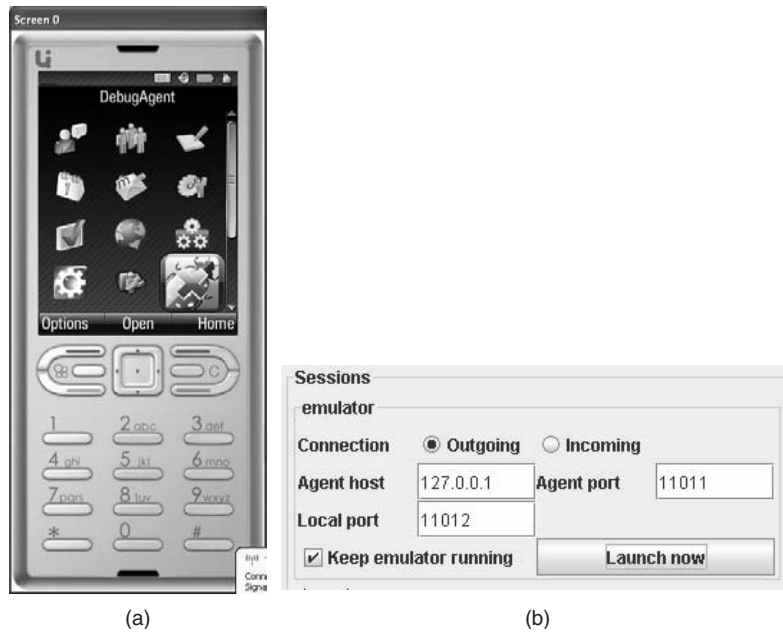 Screen 0
DebugAgent
Options Open Home
C
1 2 abc 3 def
4 ghi 5 jkl 6 mno
7 pqrs 8 tuv 9 wxyz
* 0 #
Sessions
emulator
Connection Outgoing Incoming
Agent host 127.0.0.1 Agent port 11011
Local port 11012
Keep emulator running Launch now
(a) (b)